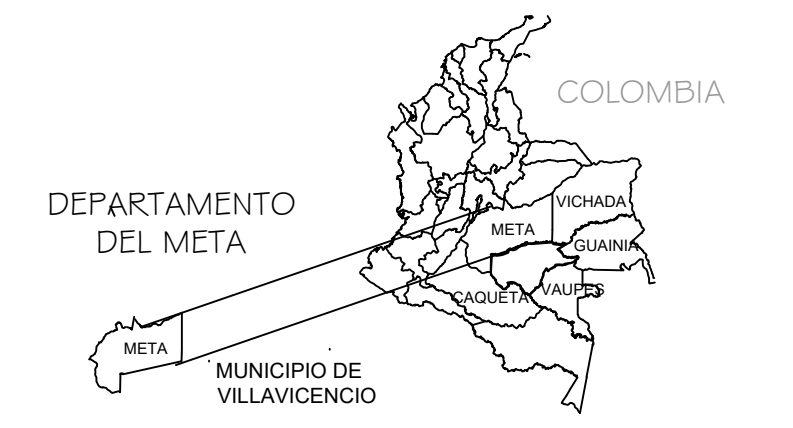 COLOMBIA
DEPARTAMENTO
DEL META
VICHADA
META
GUAINIA
CAQUETA
VAUPES
META
MUNICIPIO DE
VILLAVICENCIO